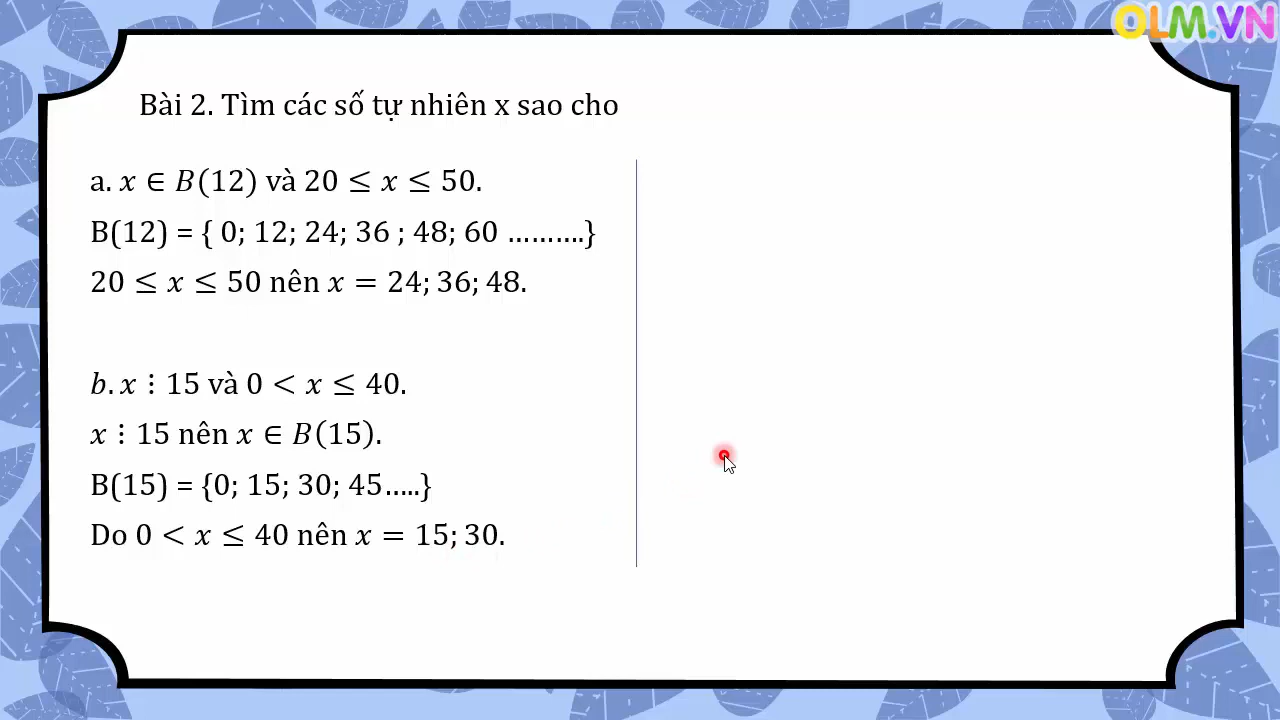 OLM.VN
Bài 2. Tìm các số tự nhiên x sao cho
a. x ∈ B(12) và 20 ≤ x ≤ 50.
B(12) = { 0; 12; 24; 36 ; 48; 60 ……….}
20 ≤ x ≤ 50 nên x = 24; 36; 48.
b. x ⋮ 15 và 0 < x ≤ 40.
x ⋮ 15 nên x ∈ B(15).
B(15) = {0; 15; 30; 45…..}
Do 0 < x ≤ 40 nên x = 15; 30.